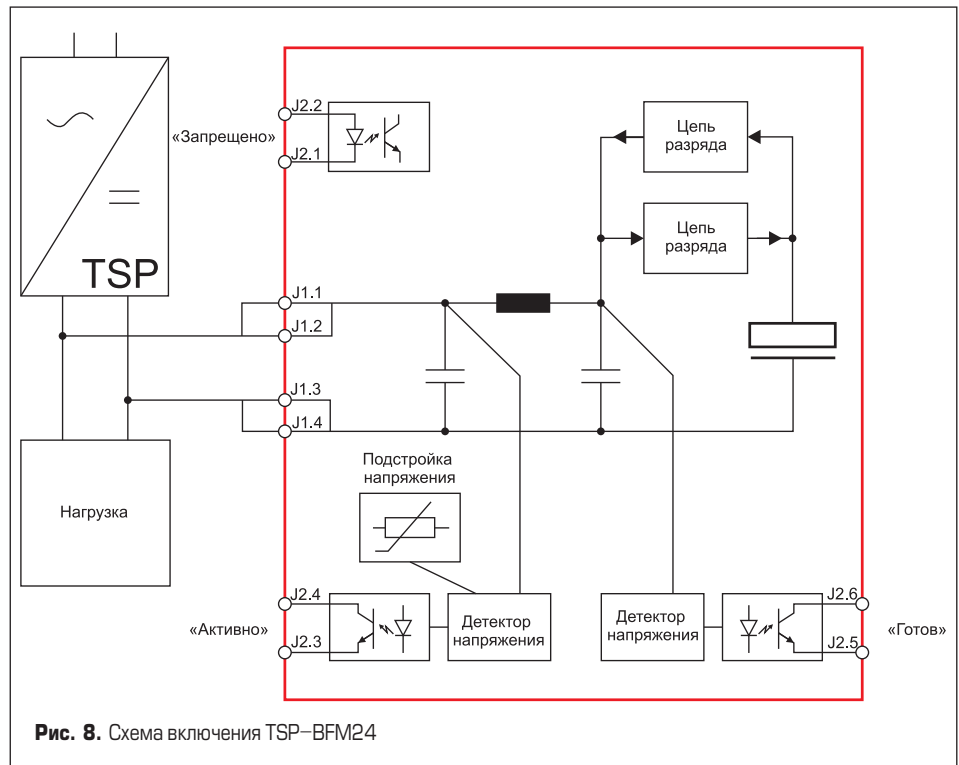 J2.2
«Запрещено»
J2.1
Цепь
разряда
Цепь
разряда
TSP
J1.1
J1.2
J1.3
J1.4
Подстройка
напряжения
Нагрузка
J2.4
«Активно»
J2.3
Детектор
напряжения
Детектор
напряжения
J2.6
«Готов»
J2.5
Рис. 8. Схема включения TSP–BFM24